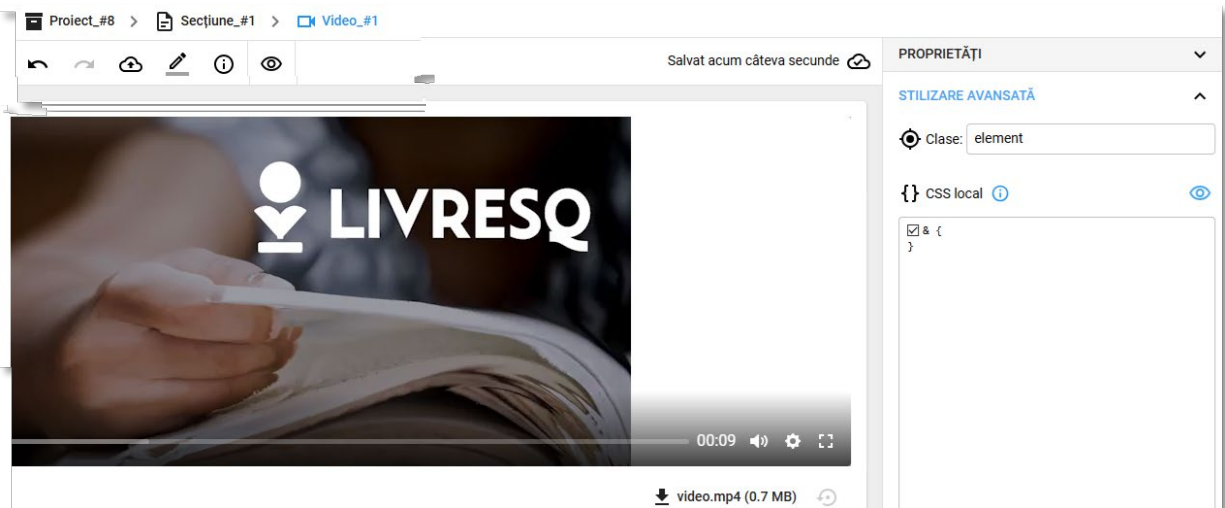 Proiect_#8 > Secțiune_#1 > Video_#1
Salvat acum câteva secunde
PROPRIETĂȚI
STILIZARE AVANSATĂ
Clase: element
{} CSS local
& {
}
LIVRESQ
00:09
video.mp4 (0.7 MB)